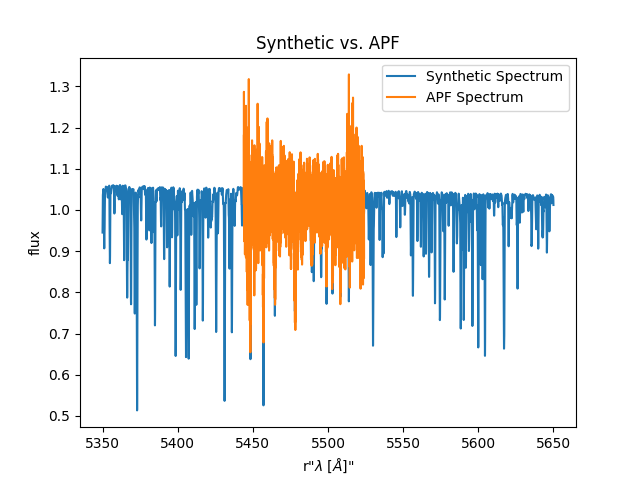 Synthetic vs. APF
Synthetic Spectrum
APF Spectrum
1.3
1.2
1.1
1.0
0.9
0.8
0.7
0.6
0.5
flux
5350 5400 5450 5500 5550 5600 5650
r"λ [Å]"